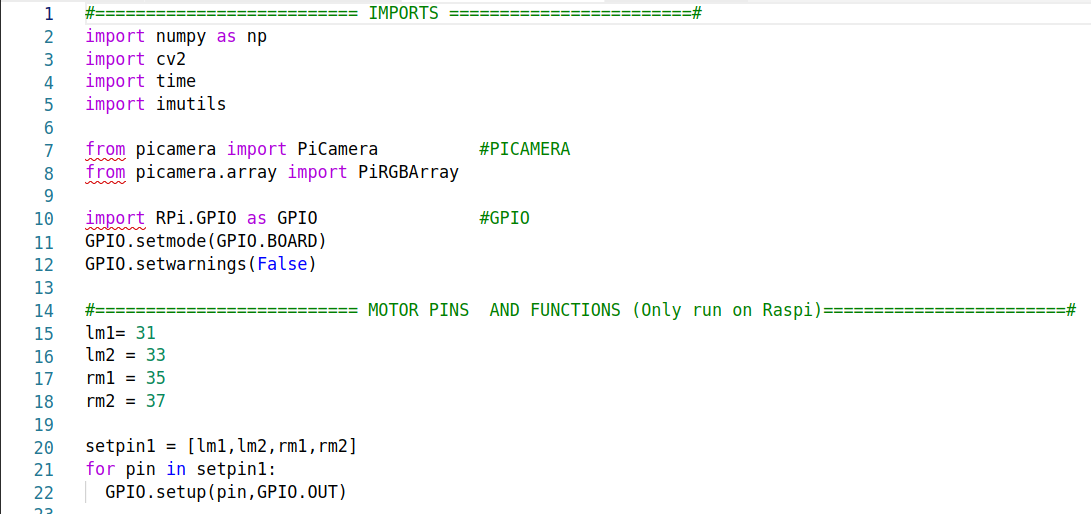 1 #========================== IMPORTS ========================#
2 import numpy as np
3 import cv2
4 import time
5 import imutils
6
7 from picamera import PiCamera #PICAMERA
8 from picamera.array import PiRGBArray
9
10 import RPi.GPIO as GPIO #GPIO
11 GPIO.setmode(GPIO.BOARD)
12 GPIO.setwarnings(False)
13
14 #========================== MOTOR PINS  AND FUNCTIONS (Only run on Raspi)========================#
15 lm1= 31
16 lm2 = 33
17 rm1 = 35
18 rm2 = 37
19
20 setpin1 = [lm1,lm2,rm1,rm2]
21 for pin in setpin1:
22   GPIO.setup(pin,GPIO.OUT)
23